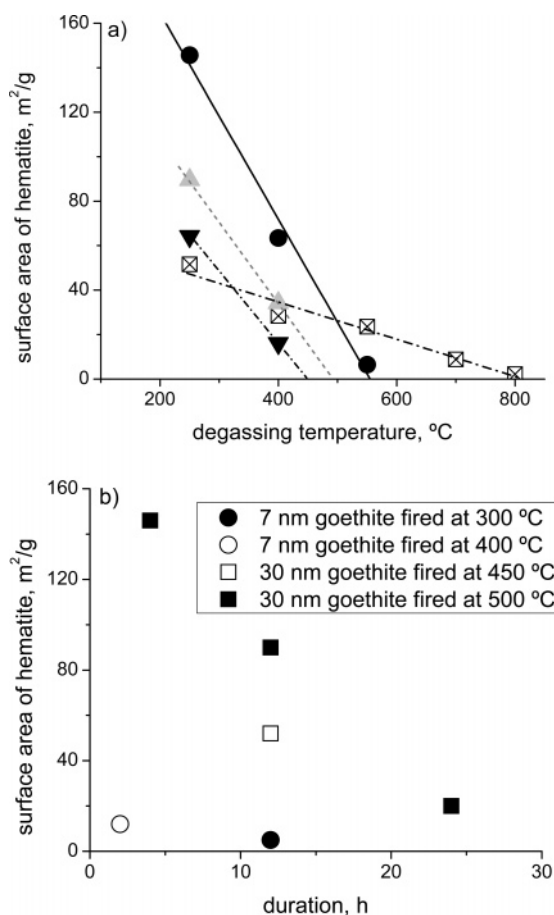 a)
surface area of hematite, m²/g
160
120
80
40
0
200 400 600 800
degassing temperature, ºC
b)
surface area of hematite, m²/g
160
120
80
40
0
7 nm goethite fired at 300 ºC
7 nm goethite fired at 400 ºC
30 nm goethite fired at 450 ºC
30 nm goethite fired at 500 ºC
0 10 20 30
duration, h